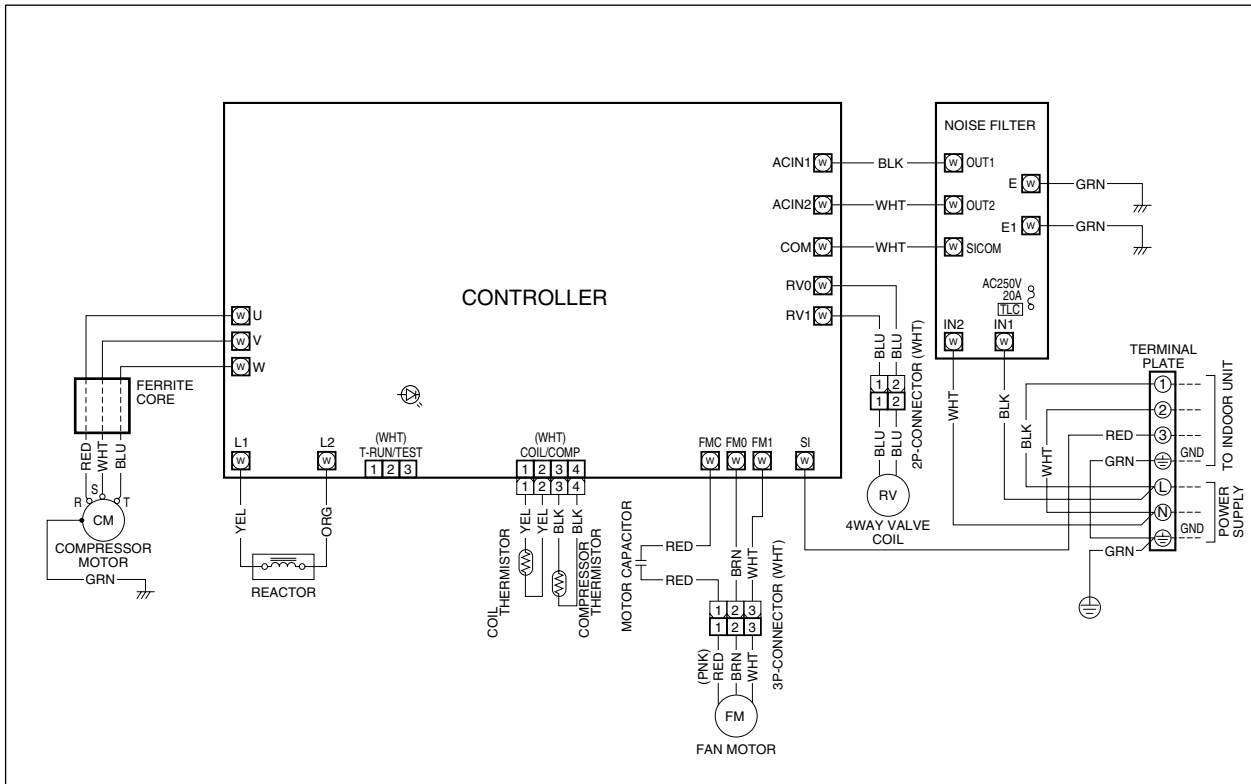 NOISE FILTER
ACIN1
W
BLK
W
OUT1
E
W
GRN
ACIN2
W
WHT
W
OUT2
E1
W
GRN
COM
W
WHT
W
SICOM
CONTROLLER
RV0
W
RV1
W
AC250V
20A
TLC
IN2
IN1
W
W
W
U
W
V
W
W
FERRITE
CORE
RED
WHT
BLU
R
S
T
CM
COMPRESSOR
MOTOR
GRN
L1
W
L2
W
YEL
ORG
REACTOR
(WHT)
T-RUN/TEST
1 2 3
(WHT)
COIL/COMP
1 2 3 4
1 2 3 4
YEL
YEL
BLK
BLK
COIL
THERMISTOR
COMPRESSOR
THERMISTOR
FMC
FM0
FM1
SI
W
W
W
W
MOTOR CAPACITOR
RED
RED
BRN
WHT
1 2 3
1 2 3
3P-CONNECTOR (WHT)
(PNK)
RED
BRN
WHT
FM
FAN MOTOR
BLU
BLU
1 2
1 2
2P-CONNECTOR (WHT)
BLU
BLU
RV
4WAY VALVE
COIL
WHT
BLK
BLK
WHT
RED
GRN
GRN
TERMINAL
PLATE
1
2
3
GND
L
N
GND
TO INDOOR UNIT
POWER
SUPPLY